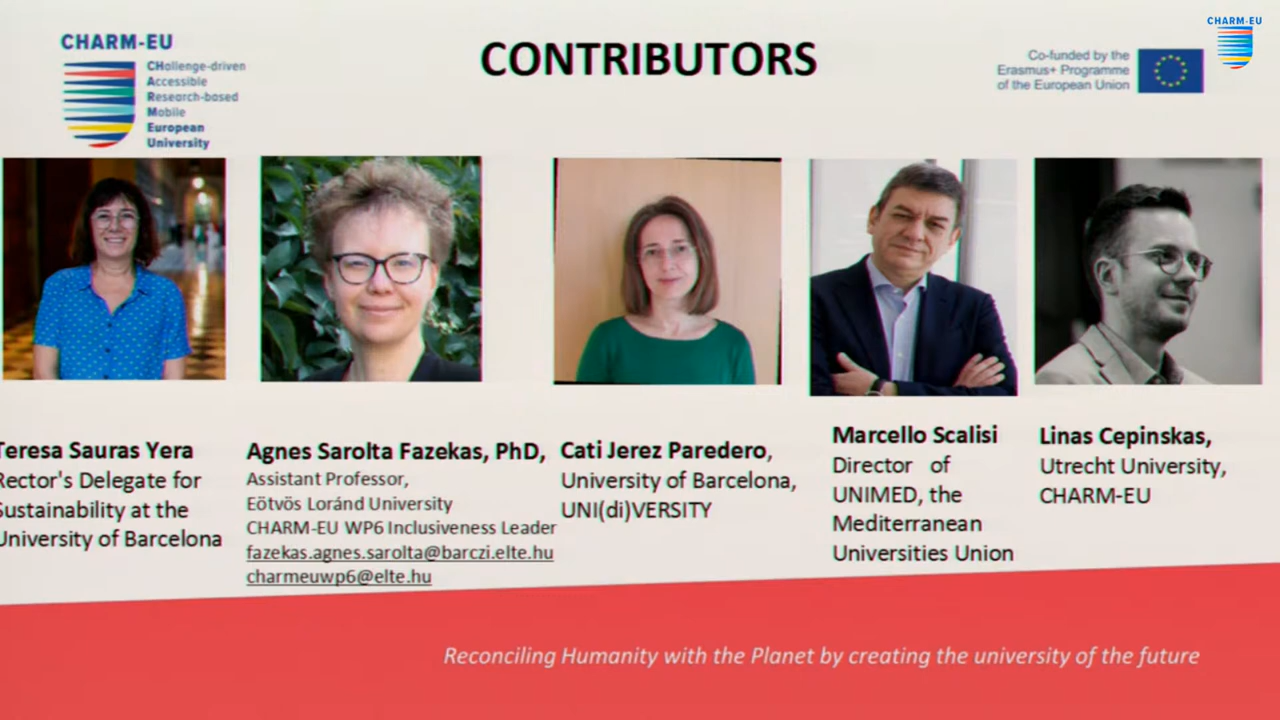 CHARM-EU
CHallenge-driven
Accessible
Research-based
Mobile
European
University
CONTRIBUTORS
Co-funded by the
Erasmus+ Programme
of the European Union
CHARM-EU
Teresa Sauras Yera
Rector's Delegate for
Sustainability at the
University of Barcelona
Agnes Sarolta Fazekas, PhD,
Assistant Professor,
Eötvös Loránd University
CHARM-EU WP6 Inclusiveness Leader
fazekas.agnes.sarolta@barczi.elte.hu
charmeuwp6@elte.hu
Cati Jerez Paredero,
University of Barcelona,
UNI(di)VERSITY
Marcello Scalisi
Director of
UNIMED, the
Mediterranean
Universities Union
Linas Cepinskas,
Utrecht University,
CHARM-EU
Reconciling Humanity with the Planet by creating the university of the future